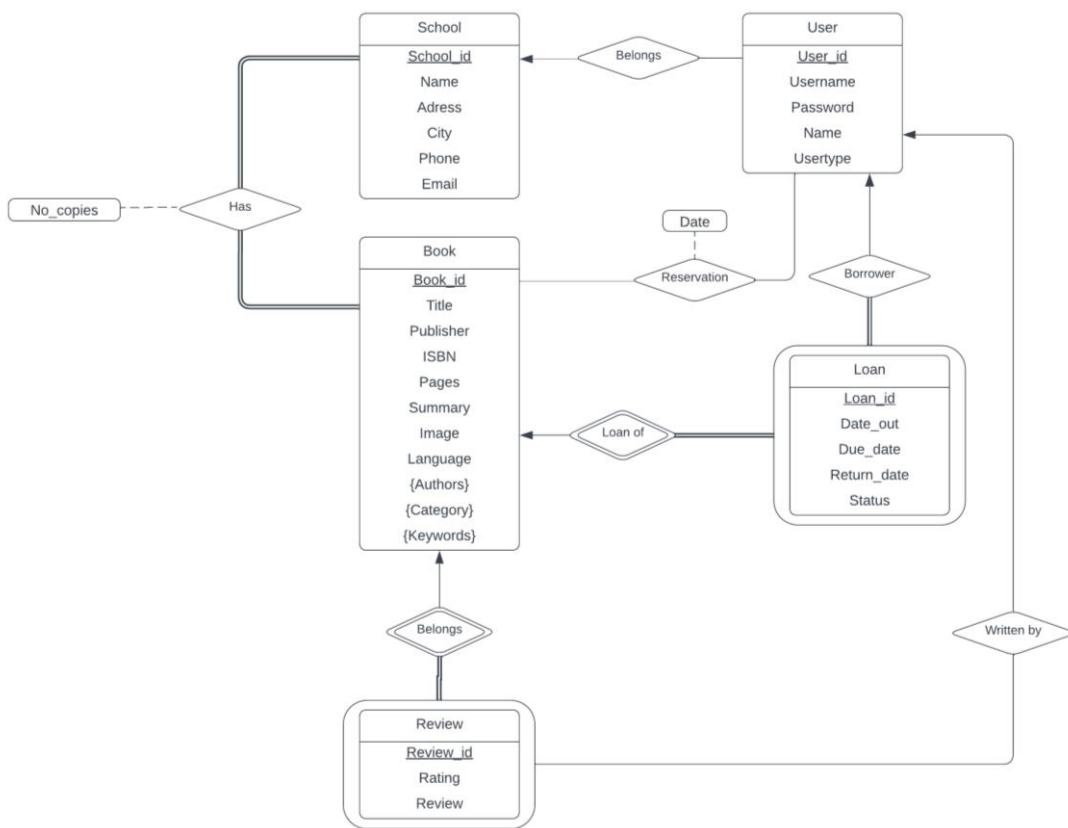 School
School_id
Name
Adress
City
Phone
Email
Belongs
User
User_id
Username
Password
Name
Usertype
No_copies
Has
Date
Reservation
Borrower
Book
Book_id
Title
Publisher
ISBN
Pages
Summary
Image
Language
{Authors}
{Category}
{Keywords}
Loan of
Loan
Loan_id
Date_out
Due_date
Return_date
Status
Belongs
Written by
Review
Review_id
Rating
Review